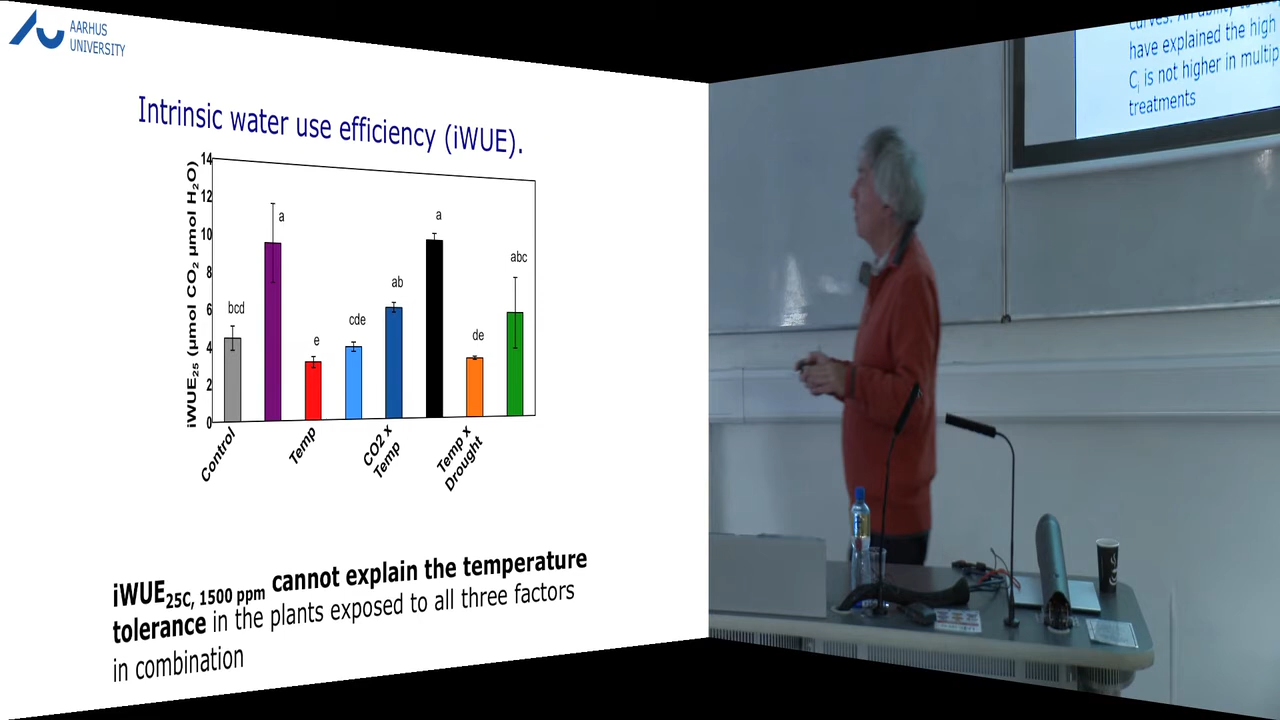 AARHUS
UNIVERSITY
Intrinsic water use efficiency (iWUE).
iWUE25 (µmol CO2 µmol H2O)
14
12
10
8
6
4
2
0
bcd
a
e
cde
ab
a
de
abc
Control
Temp
CO2 x
Temp
Temp x
Drought
iWUE25C, 1500 ppm cannot explain the temperature
tolerance in the plants exposed to all three factors
in combination
have explained the high
Ci is not higher in multip
treatments